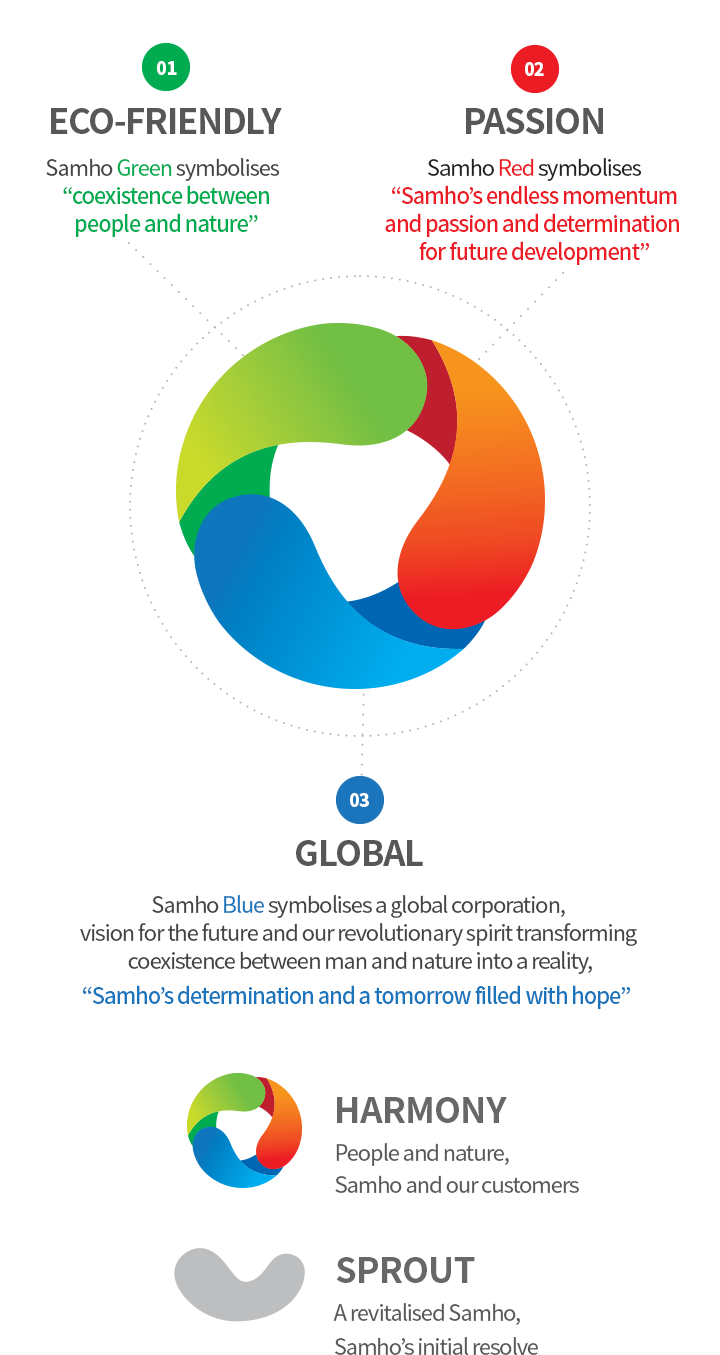 01
ECO-FRIENDLY
Samho Green symbolises
“coexistence between
people and nature”
02
PASSION
Samho Red symbolises
“Samho’s endless momentum
and passion and determination
for future development”
03
GLOBAL
Samho Blue symbolises a global corporation,
vision for the future and our revolutionary spirit transforming
coexistence between man and nature into a reality,
“Samho’s determination and a tomorrow filled with hope”
HARMONY
People and nature,
Samho and our customers
SPROUT
A revitalised Samho,
Samho’s initial resolve